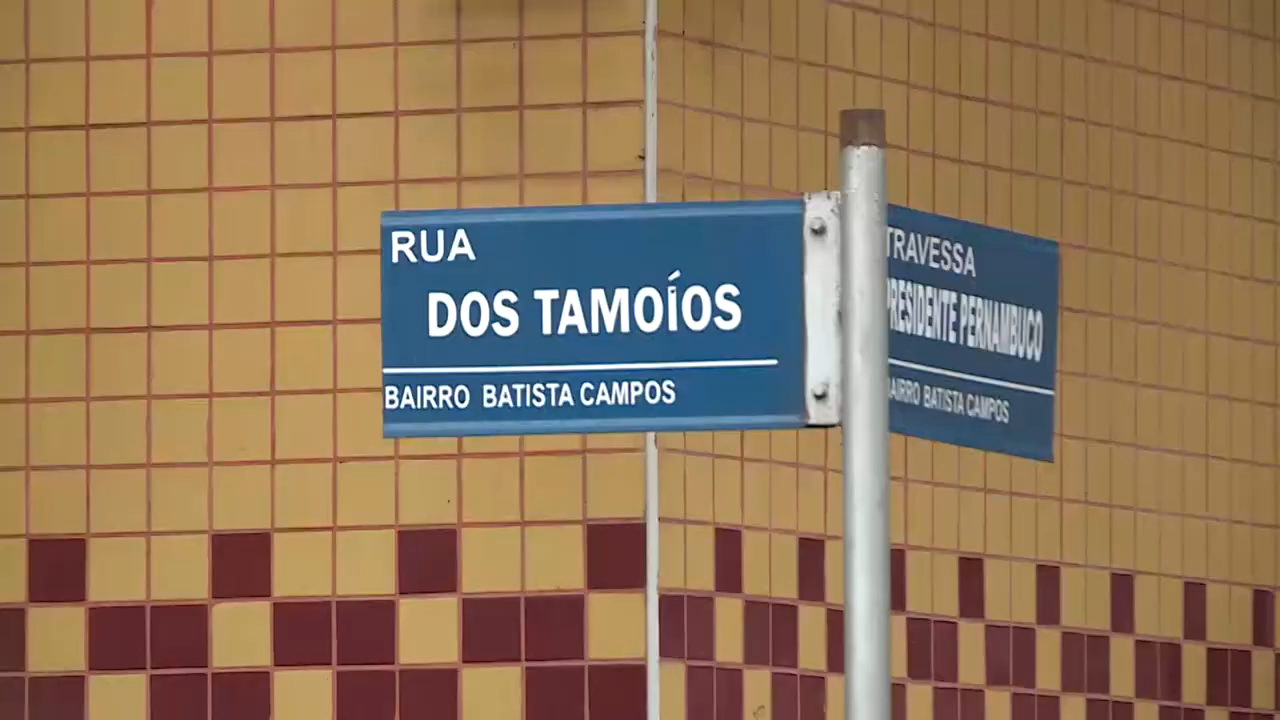 RUA
DOS TAMOÍOS
BAIRRO BATISTA CAMPOS
TRAVESSA
PRESIDENTE PERNAMBUCO
BAIRRO BATISTA CAMPOS